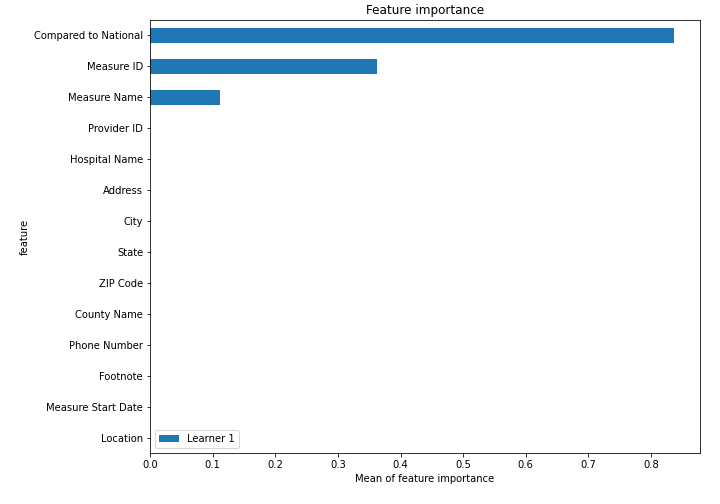 Feature importance
Compared to National
Measure ID
Measure Name
Provider ID
Hospital Name
Address
City
State
ZIP Code
County Name
Phone Number
Footnote
Measure Start Date
Location
feature
Learner 1
0.0 0.1 0.2 0.3 0.4 0.5 0.6 0.7 0.8
Mean of feature importance